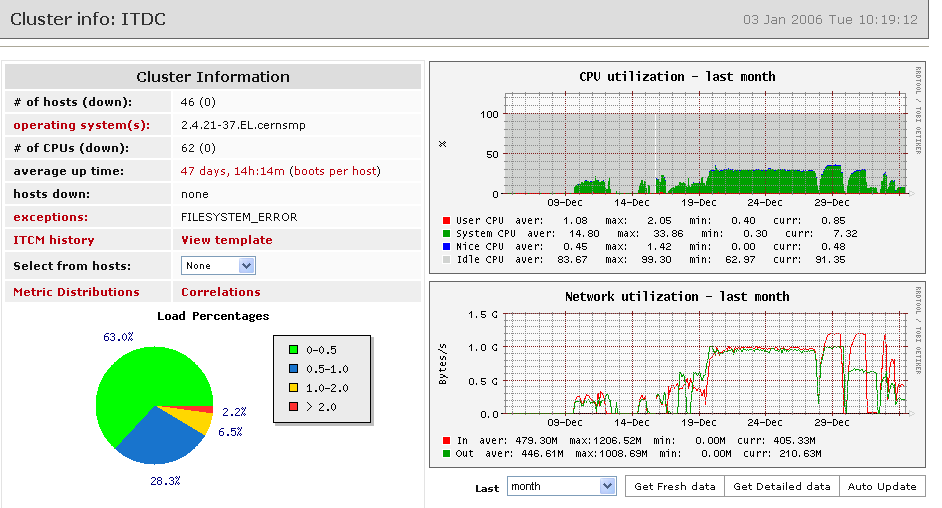 Cluster info: ITDC
03 Jan 2006 Tue 10:19:12
Cluster Information
# of hosts (down): 46 (0)
operating system(s): 2.4.21-37.EL.cernsmp
# of CPUs (down): 62 (0)
average up time: 47 days, 14h:14m (boots per host)
hosts down: none
exceptions: FILESYSTEM_ERROR
ITCM history View template
Select from hosts: None
Metric Distributions Correlations
Load Percentages
63.0%
0-0.5
0.5-1.0
1.0-2.0
> 2.0
2.2%
6.5%
28.3%
CPU utilization - last month
RRDTOOL / TOBI OETIKER
%
100
50
0
09-Dec 14-Dec 19-Dec 24-Dec 29-Dec
User CPU aver: 1.08 max: 2.05 min: 0.40 curr: 0.85
System CPU aver: 14.80 max: 33.86 min: 0.30 curr: 7.32
Nice CPU aver: 0.45 max: 1.42 min: 0.00 curr: 0.48
Idle CPU aver: 83.67 max: 99.30 min: 62.97 curr: 91.35
Network utilization - last month
RRDTOOL / TOBI OETIKER
Bytes/s
1.5 G
1.0 G
0.5 G
0.0
09-Dec 14-Dec 19-Dec 24-Dec 29-Dec
In aver: 479.30M max:1206.52M min: 0.00M curr: 405.33M
Out aver: 446.61M max:1008.69M min: 0.00M curr: 210.63M
Last month Get Fresh data Get Detailed data Auto Update